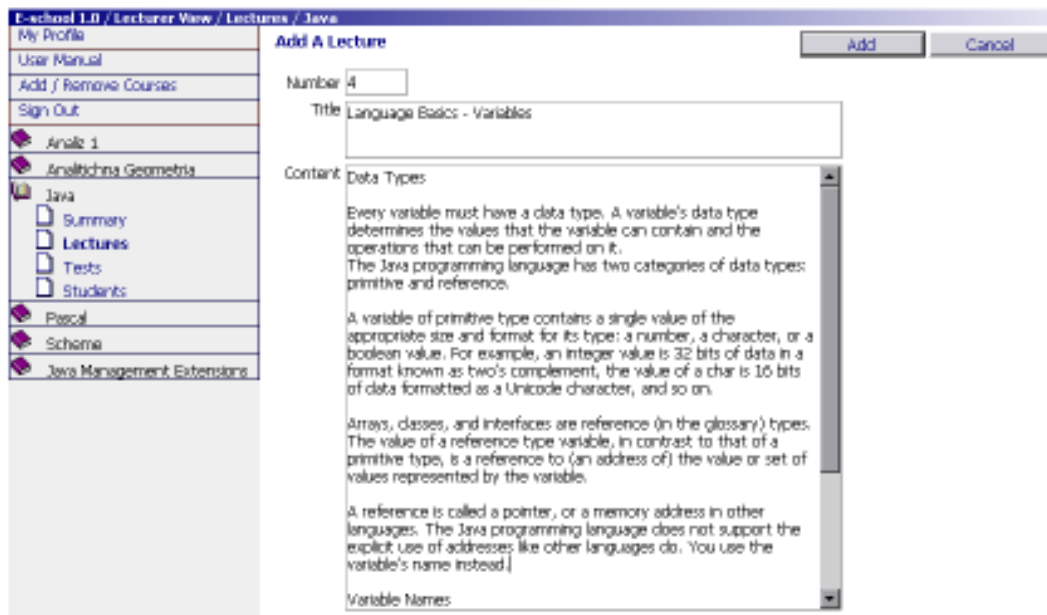 E-school 1.0 / Lecturer View / Lectures / Java
My Profile
User Manual
Add / Remove Courses
Sign Out
Analiz 1
Analitichna Geometria
Java
Summary
Lectures
Tests
Students
Pascal
Scheme
Java Management Extensions
Add A Lecture
Add
Cancel
Number 4
Title Language Basics - Variables
Content Data Types
Every variable must have a data type. A variable's data type
determines the values that the variable can contain and the
operations that can be performed on it.
The Java programming language has two categories of data types:
primitive and reference.
A variable of primitive type contains a single value of the
appropriate size and format for its type: a number, a character, or a
boolean value. For example, an integer value is 32 bits of data in a
format known as two's complement, the value of a char is 16 bits
of data formatted as a Unicode character, and so on.
Arrays, classes, and interfaces are reference (in the glossary) types.
The value of a reference type variable, in contrast to that of a
primitive type, is a reference to (an address of) the value or set of
values represented by the variable.
A reference is called a pointer, or a memory address in other
languages. The Java programming language does not support the
explicit use of addresses like other languages do. You use the
variable's name instead.
Variable Names